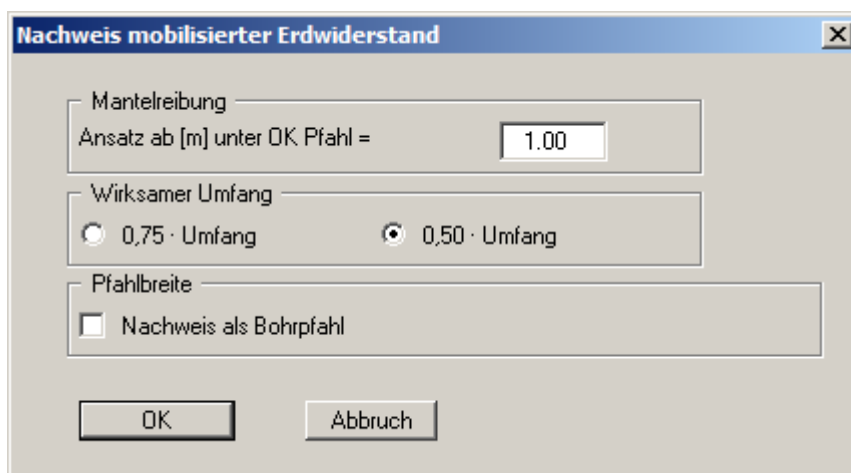 Nachweis mobilisierter Erdwiderstand
Mantelreibung
Ansatz ab [m] unter OK Pfahl = 1.00
Wirksamer Umfang
0,75 · Umfang 0,50 · Umfang
Pfahlbreite
Nachweis als Bohrpfahl
OK Abbruch